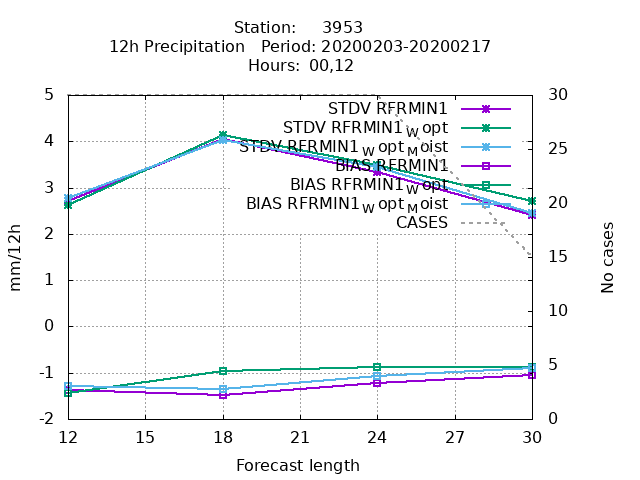 Station: 3953
12h Precipitation Period: 20200203-20200217
Hours: 00,12
STDV RFRMIN1
STDV RFRMIN1_W opt
STDV RFRMIN1_W opt_M oist
BIAS RFRMIN1
BIAS RFRMIN1_W opt
BIAS RFRMIN1_W opt_M oist
CASES
mm/12h
5
4
3
2
1
0
-1
-2
No cases
30
25
20
15
10
5
0
12 15 18 21 24 27 30
Forecast length